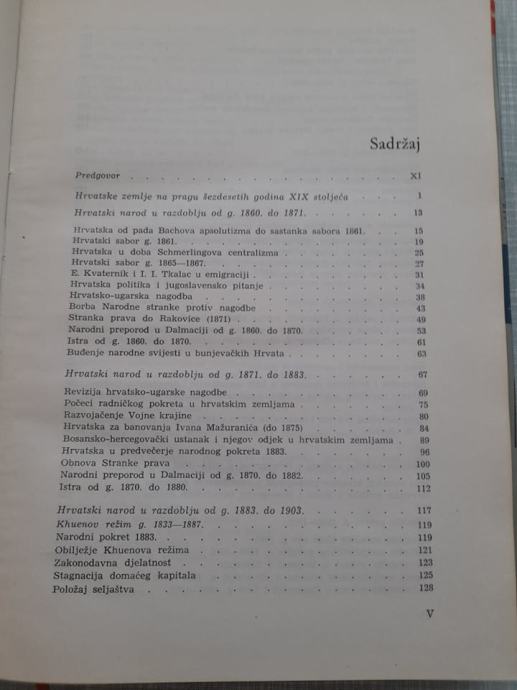 Sadržaj
Predgovor . . . . . . . . . . . . . . . XI
Hrvatske zemlje na pragu šezdesetih godina XIX stoljeća . . . 1
Hrvatski narod u razdoblju od g. 1860. do 1871. . . . . . 13
Hrvatska od pada Bachova apsolutizma do sastanka sabora 1861. . . 15
Hrvatski sabor g. 1861. . . . . . . . . . . . . 19
Hrvatska u doba Schmerlingova centralizma . . . . . . . 25
Hrvatski sabor g. 1865—1867. . . . . . . . . . . 27
E. Kvaternik i I. I. Tkalac u emigraciji . . . . . . . . 31
Hrvatska politika i jugoslavensko pitanje . . . . . . . . 34
Hrvatsko-ugarska nagodba . . . . . . . . . . . 38
Borba Narodne stranke protiv nagodbe . . . . . . . . 43
Stranka prava do Rakovice (1871) . . . . . . . . . 49
Narodni preporod u Dalmaciji od g. 1860. do 1870. . . . . . 53
Istra od g. 1860. do 1870. . . . . . . . . . . . 61
Buđenje narodne svijesti u bunjevačkih Hrvata . . . . . . . 63
Hrvatski narod u razdoblju od g. 1871. do 1883. . . . . . 67
Revizija hrvatsko-ugarske nagodbe . . . . . . . . . 69
Počeci radničkog pokreta u hrvatskim zemljama . . . . . . 75
Razvojačenje Vojne krajine . . . . . . . . . . . 80
Hrvatska za banovanja Ivana Mažuranića (do 1875) . . . . . 84
Bosansko-hercegovački ustanak i njegov odjek u hrvatskim zemljama . 89
Hrvatska u predvečerje narodnog pokreta 1883. . . . . . . 96
Obnova Stranke prava . . . . . . . . . . . . 100
Narodni preporod u Dalmaciji od g. 1870. do 1882. . . . . . 105
Istra od g. 1870. do 1880. . . . . . . . . . . . 112
Hrvatski narod u razdoblju od g. 1883. do 1903. . . . . . 117
Khuenov režim g. 1833—1887. . . . . . . . . . . 119
Narodni pokret 1883. . . . . . . . . . . . . 119
Obilježje Khuenova režima . . . . . . . . . . . 121
Zakonodavna djelatnost . . . . . . . . . . . . 123
Stagnacija domaćeg kapitala . . . . . . . . . . . 125
Položaj seljaštva . . . . . . . . . . . . . . 128
V